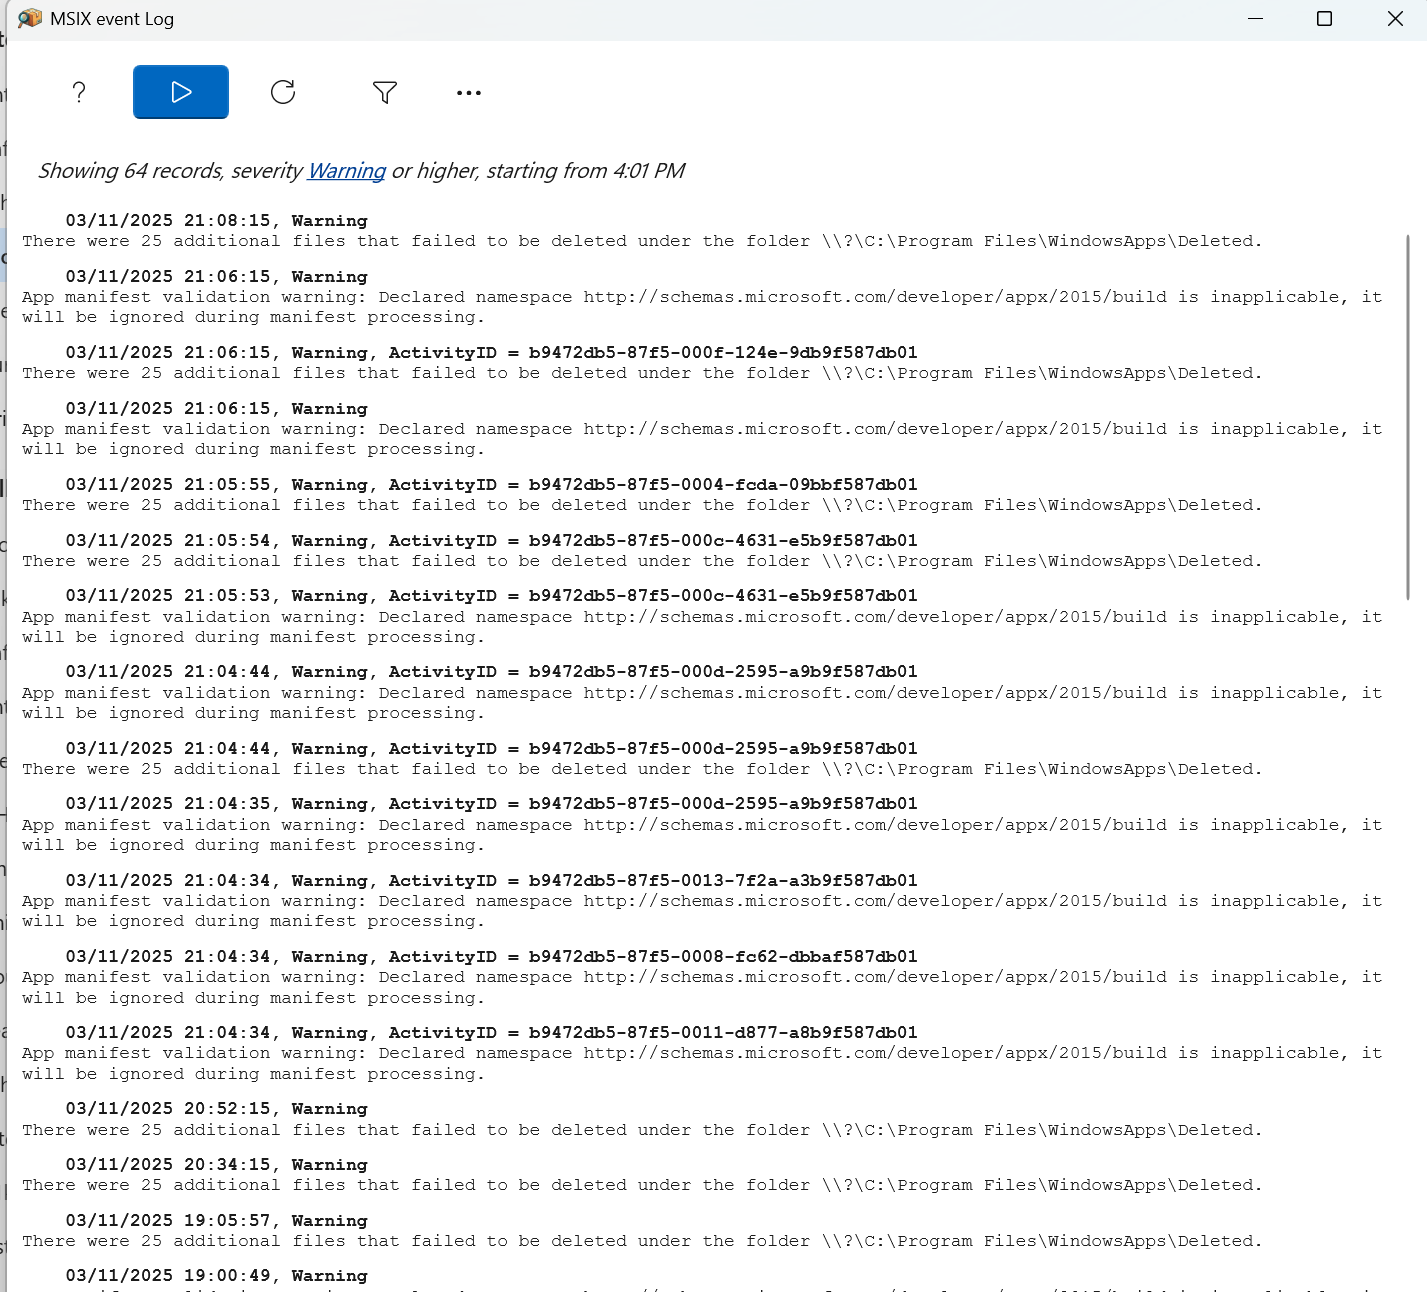 MSIX event Log
?
Showing 64 records, severity Warning or higher, starting from 4:01 PM
03/11/2025 21:08:15, Warning
There were 25 additional files that failed to be deleted under the folder \\?\C:\Program Files\WindowsApps\Deleted.
03/11/2025 21:06:15, Warning
App manifest validation warning: Declared namespace http://schemas.microsoft.com/developer/appx/2015/build is inapplicable, it
will be ignored during manifest processing.
03/11/2025 21:06:15, Warning, ActivityID = b9472db5-87f5-000f-124e-9db9f587db01
There were 25 additional files that failed to be deleted under the folder \\?\C:\Program Files\WindowsApps\Deleted.
03/11/2025 21:06:15, Warning
App manifest validation warning: Declared namespace http://schemas.microsoft.com/developer/appx/2015/build is inapplicable, it
will be ignored during manifest processing.
03/11/2025 21:05:55, Warning, ActivityID = b9472db5-87f5-0004-fcda-09bbf587db01
There were 25 additional files that failed to be deleted under the folder \\?\C:\Program Files\WindowsApps\Deleted.
03/11/2025 21:05:54, Warning, ActivityID = b9472db5-87f5-000c-4631-e5b9f587db01
There were 25 additional files that failed to be deleted under the folder \\?\C:\Program Files\WindowsApps\Deleted.
03/11/2025 21:05:53, Warning, ActivityID = b9472db5-87f5-000c-4631-e5b9f587db01
App manifest validation warning: Declared namespace http://schemas.microsoft.com/developer/appx/2015/build is inapplicable, it
will be ignored during manifest processing.
03/11/2025 21:04:44, Warning, ActivityID = b9472db5-87f5-000d-2595-a9b9f587db01
App manifest validation warning: Declared namespace http://schemas.microsoft.com/developer/appx/2015/build is inapplicable, it
will be ignored during manifest processing.
03/11/2025 21:04:44, Warning, ActivityID = b9472db5-87f5-000d-2595-a9b9f587db01
There were 25 additional files that failed to be deleted under the folder \\?\C:\Program Files\WindowsApps\Deleted.
03/11/2025 21:04:35, Warning, ActivityID = b9472db5-87f5-000d-2595-a9b9f587db01
App manifest validation warning: Declared namespace http://schemas.microsoft.com/developer/appx/2015/build is inapplicable, it
will be ignored during manifest processing.
03/11/2025 21:04:34, Warning, ActivityID = b9472db5-87f5-0013-7f2a-a3b9f587db01
App manifest validation warning: Declared namespace http://schemas.microsoft.com/developer/appx/2015/build is inapplicable, it
will be ignored during manifest processing.
03/11/2025 21:04:34, Warning, ActivityID = b9472db5-87f5-0008-fc62-dbbaf587db01
App manifest validation warning: Declared namespace http://schemas.microsoft.com/developer/appx/2015/build is inapplicable, it
will be ignored during manifest processing.
03/11/2025 21:04:34, Warning, ActivityID = b9472db5-87f5-0011-d877-a8b9f587db01
App manifest validation warning: Declared namespace http://schemas.microsoft.com/developer/appx/2015/build is inapplicable, it
will be ignored during manifest processing.
03/11/2025 20:52:15, Warning
There were 25 additional files that failed to be deleted under the folder \\?\C:\Program Files\WindowsApps\Deleted.
03/11/2025 20:34:15, Warning
There were 25 additional files that failed to be deleted under the folder \\?\C:\Program Files\WindowsApps\Deleted.
03/11/2025 19:05:57, Warning
There were 25 additional files that failed to be deleted under the folder \\?\C:\Program Files\WindowsApps\Deleted.
03/11/2025 19:00:49, Warning